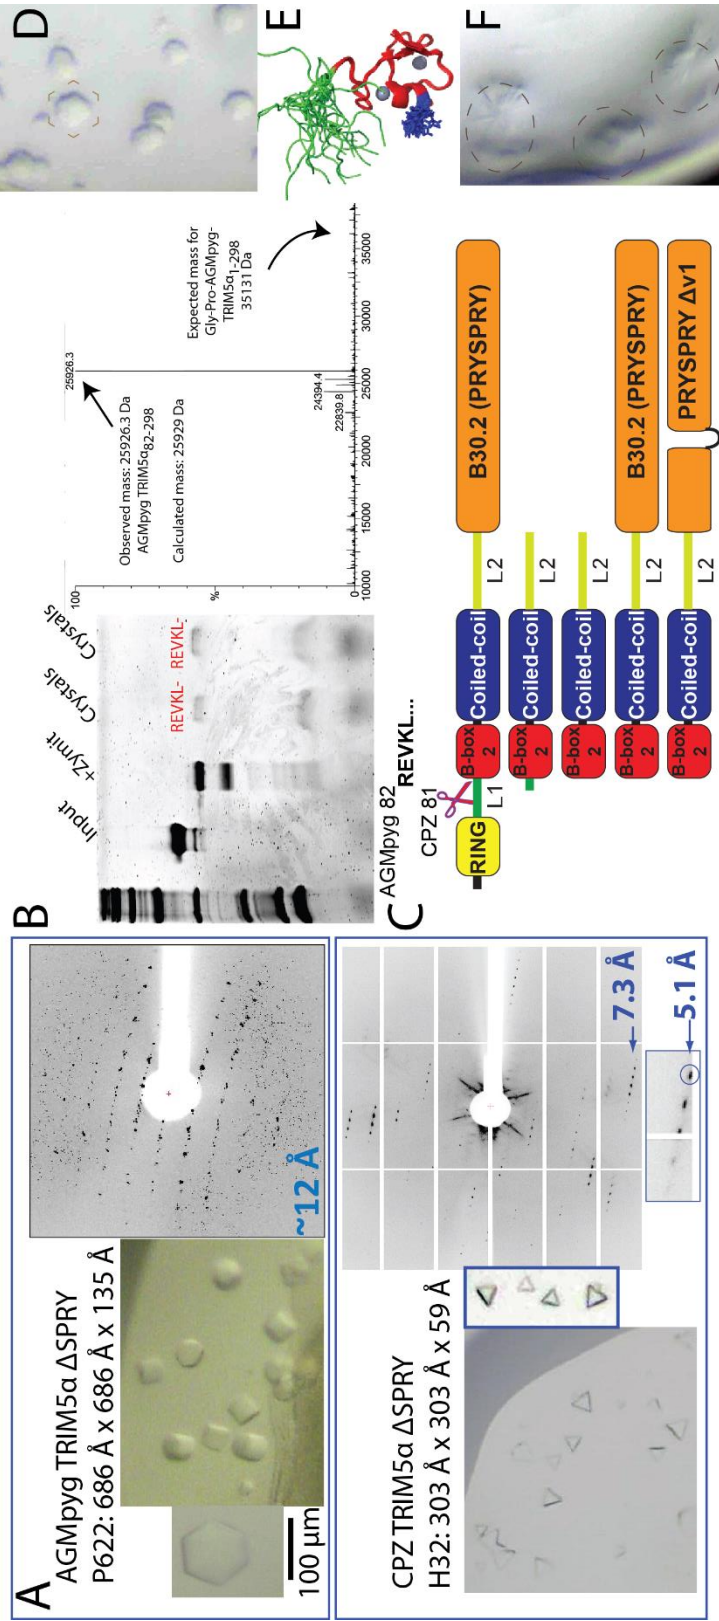 A
AGMpyg TRIM5α ΔSPRY
P622: 686 Å x 686 Å x 135 Å
100 μm
~12 Å
CPZ TRIM5α ΔSPRY
H32: 303 Å x 303 Å x 59 Å
7.3 Å
5.1 Å
B
Input
+Zymit
Crystals
Crystals
REVKL-
REVKL-
100
%
0
25926.3
Observed mass: 25926.3 Da
AGMpyg TRIM5α82-298
Calculated mass: 25929 Da
24394.4
22839.8
Expected mass for
Gly-Pro-AGMpyg-
TRIM5α1-298
35131 Da
10000
15000
20000
25000
30000
35000
C
AGMpyg 82 REVKL...
CPZ 81
RING
L1
B-box 2
Coiled-coil
L2
B30.2 (PRYSPRY)
B-box 2
Coiled-coil
L2
B-box 2
Coiled-coil
L2
B-box 2
Coiled-coil
L2
B30.2 (PRYSPRY)
B-box 2
Coiled-coil
L2
PRYSPRY Δv1
D
E
F